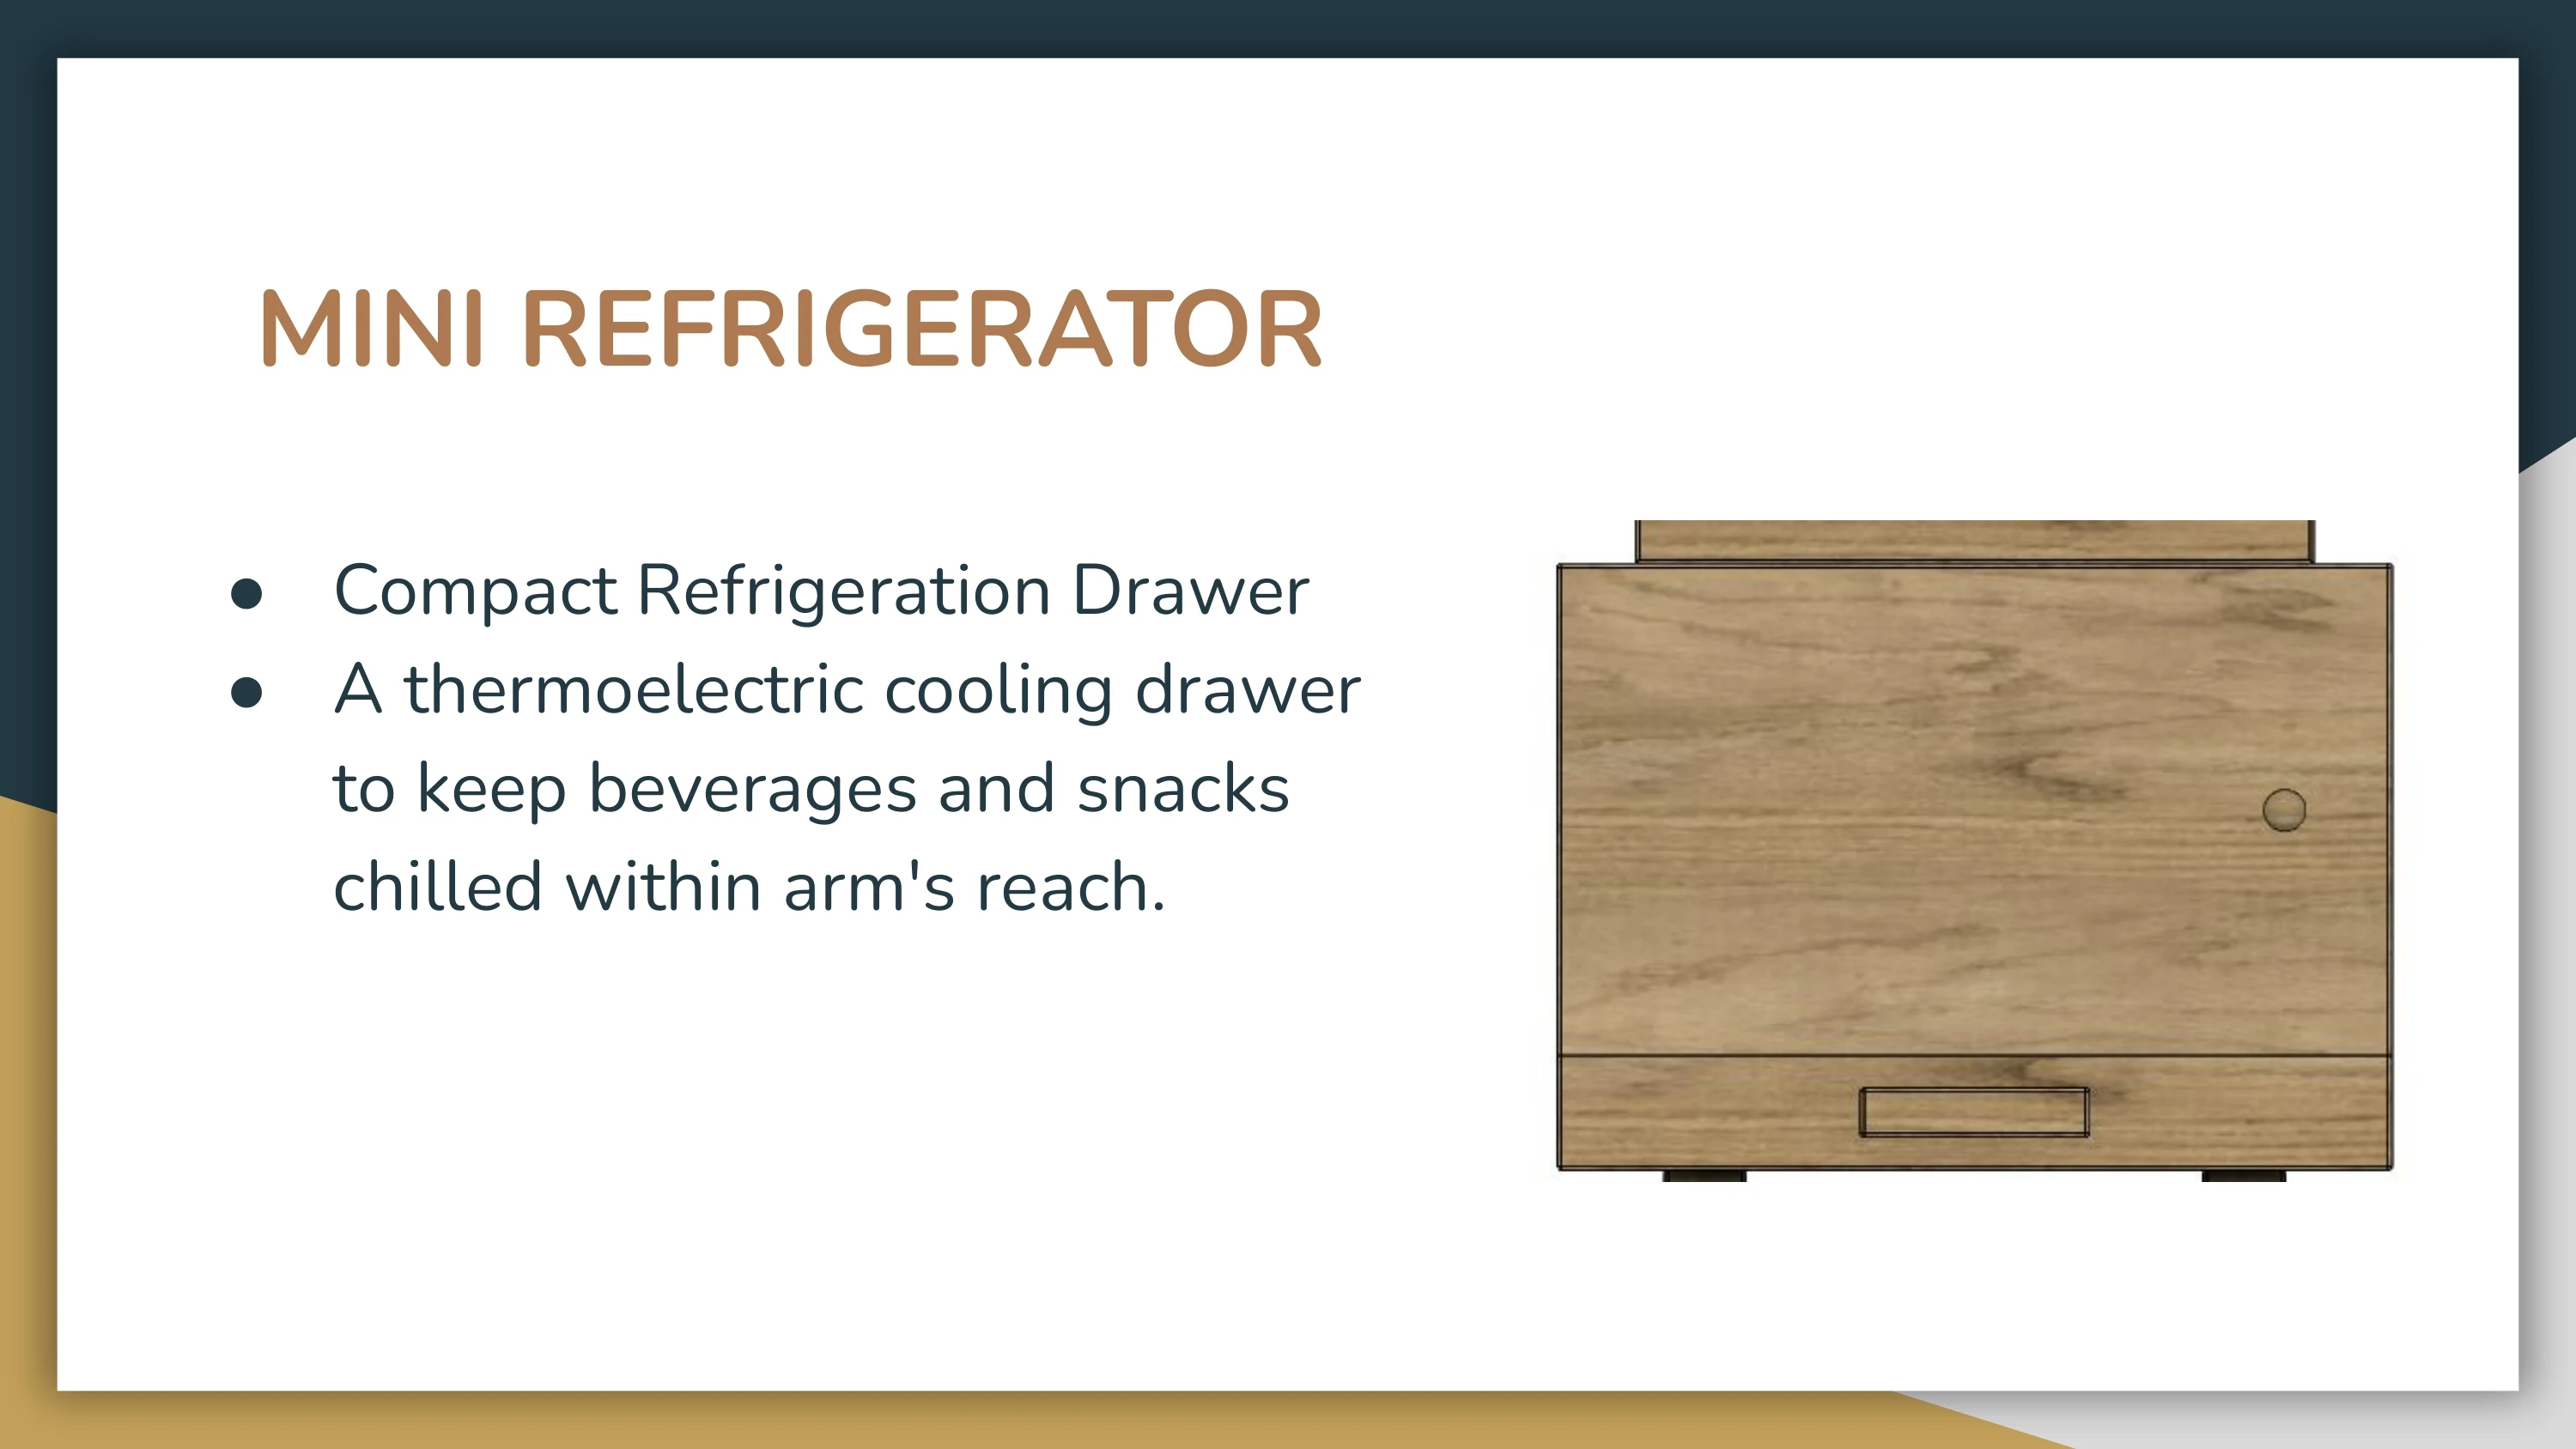 MINI REFRIGERATOR
● Compact Refrigeration Drawer
● A thermoelectric cooling drawer
to keep beverages and snacks
chilled within arm's reach.